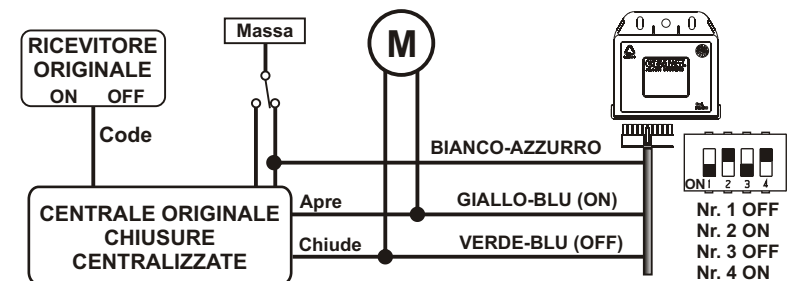 RICEVITORE
ORIGINALE
ON OFF
Code
Massa
M
BIANCO-AZZURRO
CENTRALE ORIGINALE
CHIUSURE
CENTRALIZZATE
Apre
GIALLO-BLU (ON)
Chiude
VERDE-BLU (OFF)
ON 1 2 3 4
Nr. 1 OFF
Nr. 2 ON
Nr. 3 OFF
Nr. 4 ON